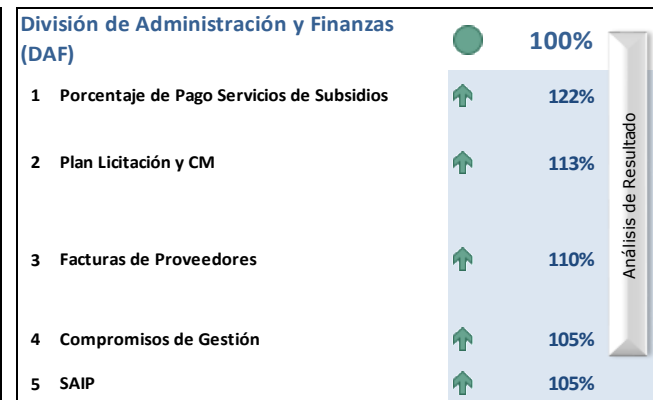 División de Administración y Finanzas
(DAF)
100%
1 Porcentaje de Pago Servicios de Subsidios 122%
2 Plan Licitación y CM 113%
3 Facturas de Proveedores 110%
4 Compromisos de Gestión 105%
5 SAIP 105%
Análisis de Resultado